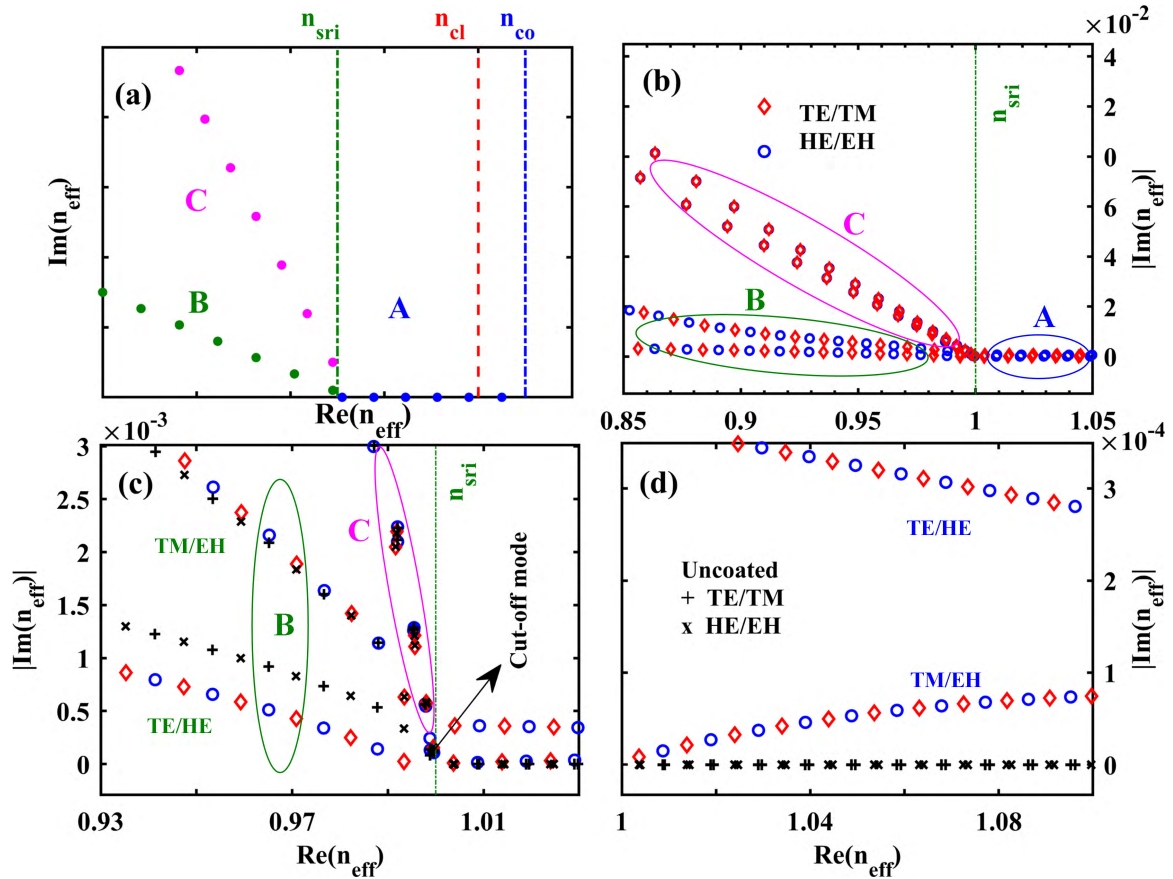 n_sri n_cl n_co
(a)
Im(n_eff)
C
B
A
Re(n_eff)
×10^-2
(b)
n_sri
TE/TM
HE/EH
C
B
A
4
2
0
6
4
2
0
|Im(n_eff)|
0.85 0.9 0.95 1 1.05
×10^-3
(c)
n_sri
3
2.5
2
1.5
1
0.5
0
|Im(n_eff)|
TM/EH
C
B
TE/HE
Cut-off mode
0.93 0.97 1.01
Re(n_eff)
×10^-4
(d)
TE/HE
Uncoated
+ TE/TM
x HE/EH
TM/EH
3
2
1
0
|Im(n_eff)|
1 1.04 1.08
Re(n_eff)